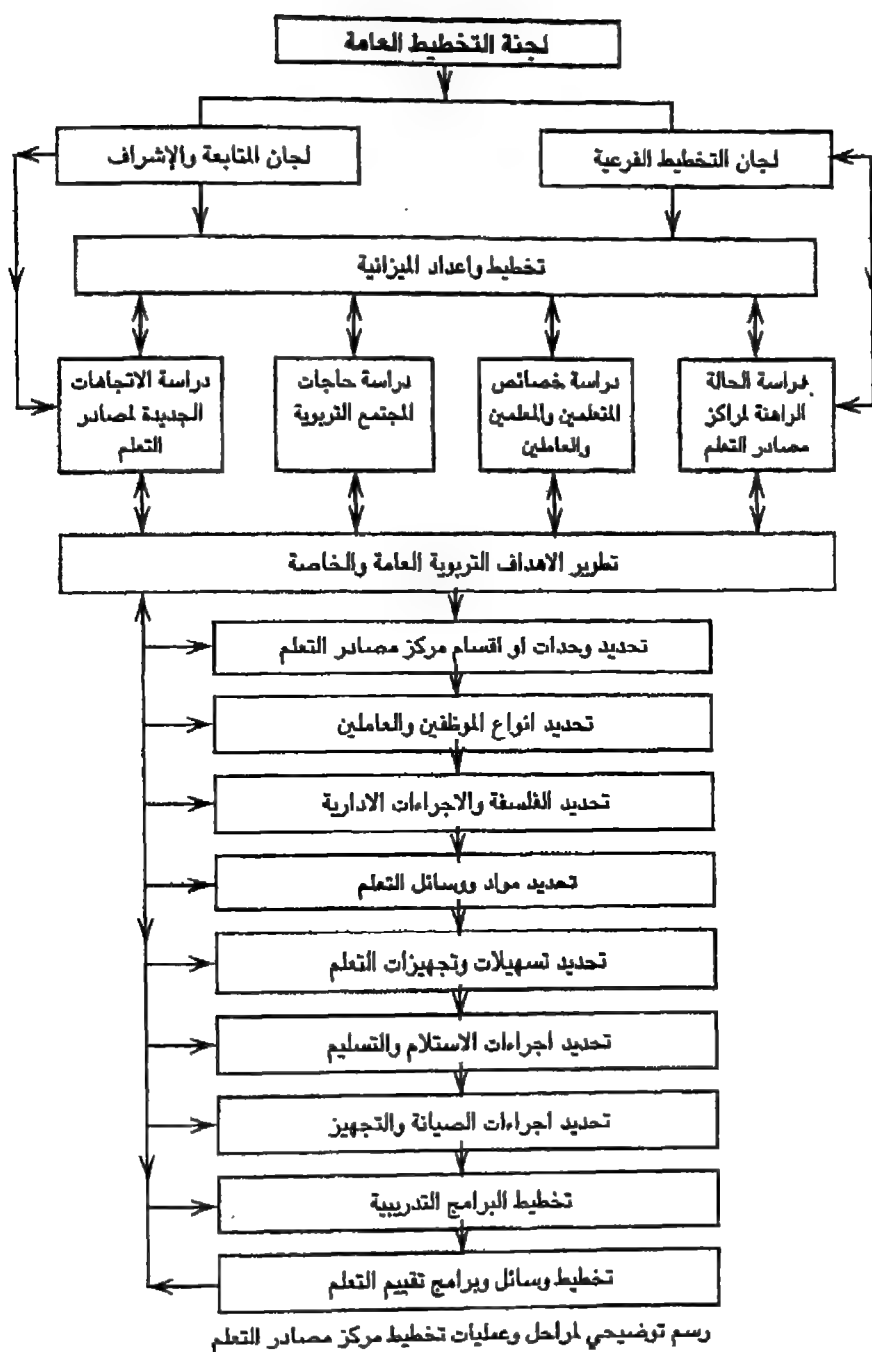 لجنة التخطيط العامة
لجان التخطيط الفرعية
لجان المتابعة والإشراف
تخطيط واعداد الميزانية
دراسة الحالة
الراهنة لمراكز
مصادر التعلم
دراسة خصائص
المتعلمين والمعلمين
والعاملين
دراسة حاجات
المجتمع التربوية
دراسة الاتجاهات
الجديدة لمصادر
التعلم
تطوير الاهداف التربوية العامة والخاصة
تحديد وحدات او اقسام مركز مصادر التعلم
تحديد انواع الموظفين والعاملين
تحديد الفلسفة والاجراءات الادارية
تحديد مواد ووسائل التعلم
تحديد تسهيلات وتجهيزات التعلم
تحديد اجراءات الاستلام والتسليم
تحديد اجراءات الصيانة والتجهيز
تخطيط البرامج التدريبية
تخطيط وسائل وبرامج تقييم التعلم
رسم توضيحي لمراحل وعمليات تخطيط مركز مصادر التعلم